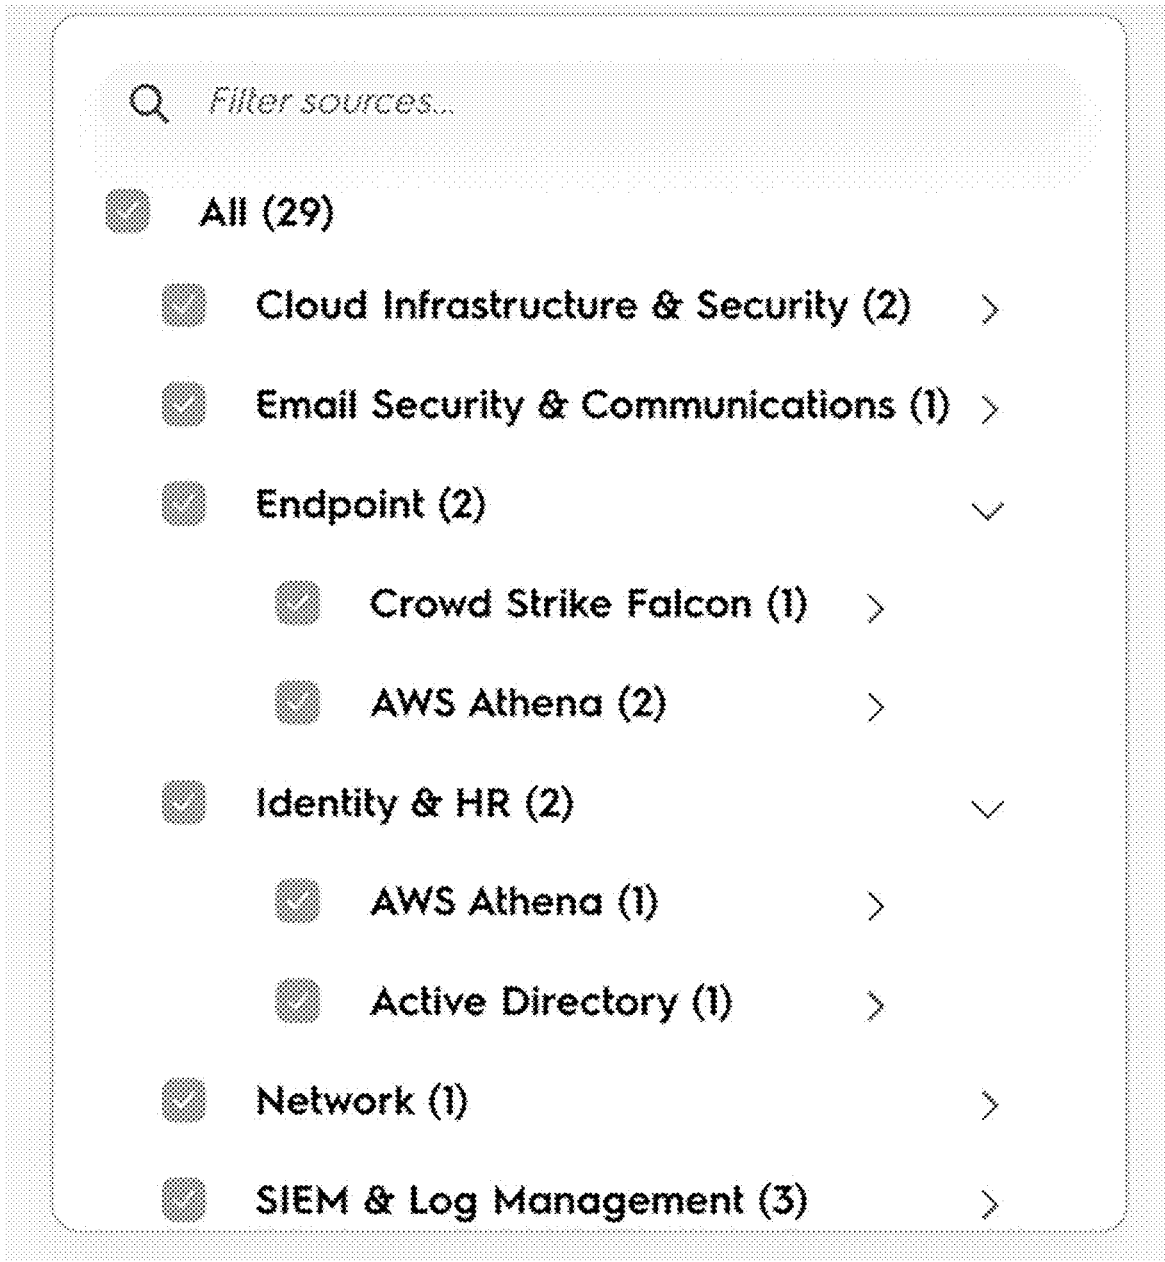 Filter sources...
All (29)
Cloud Infrastructure & Security (2)
Email Security & Communications (1)
Endpoint (2)
Crowd Strike Falcon (1)
AWS Athena (2)
Identity & HR (2)
AWS Athena (1)
Active Directory (1)
Network (1)
SIEM & Log Management (3)